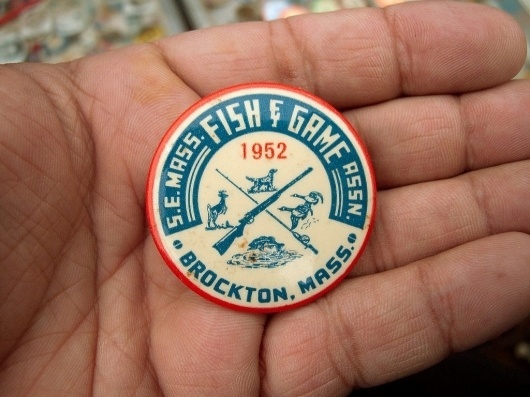 S.E. MASS. FISH & GAME ASSN.
1952
BROCKTON, MASS.